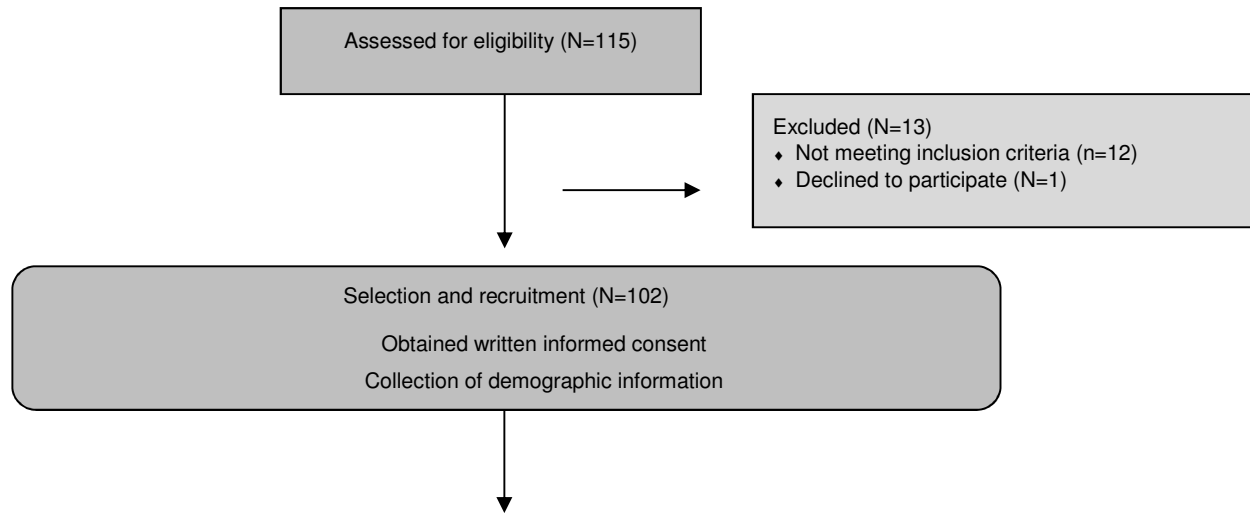 Assessed for eligibility (N=115)
Excluded (N=13)
⬧ Not meeting inclusion criteria (n=12)
⬧ Declined to participate (N=1)
Selection and recruitment (N=102)
Obtained written informed consent
Collection of demographic information